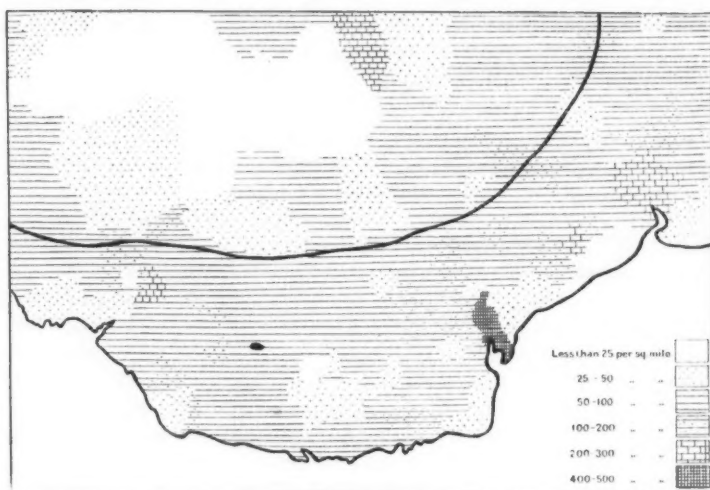 Less than 25 per sq. mile
25 - 50 " "
50-100 " "
100-200 " "
200-300 " "
400-500 " "